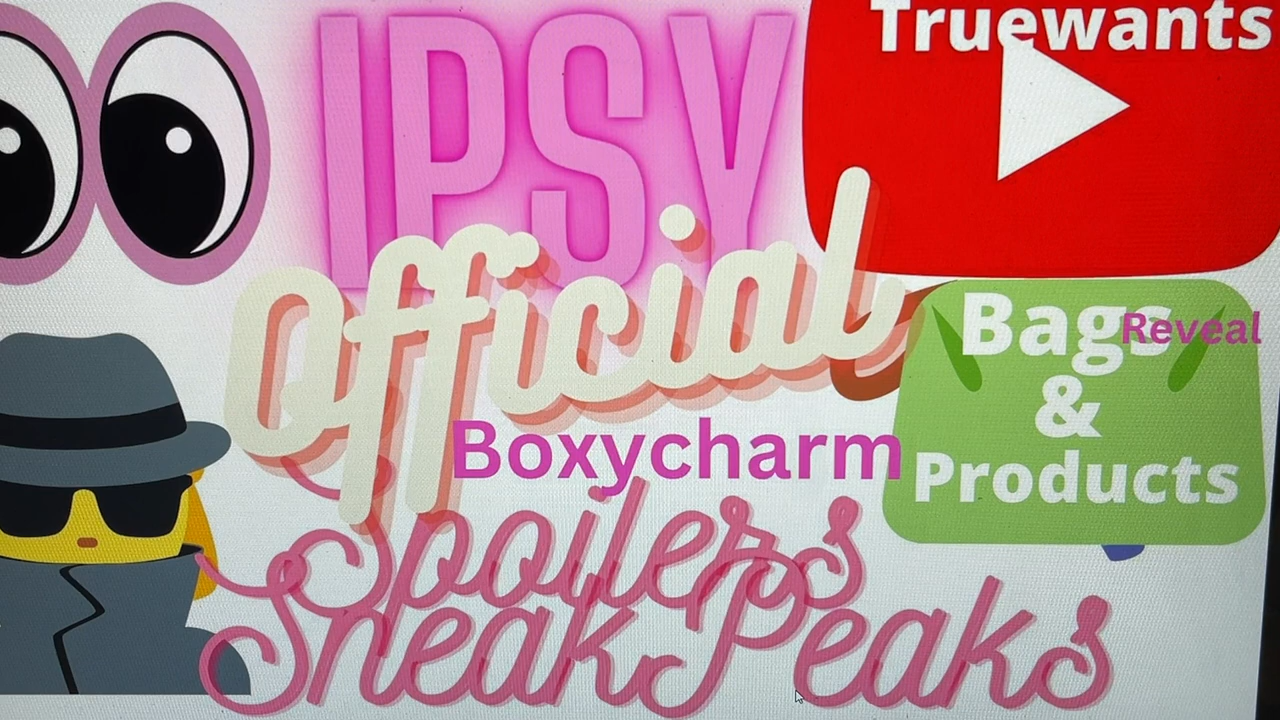 IPSY
Truewants
Official
Bags
Reveal
&
Products
Boxycharm
Spoilers
Sneak Peaks